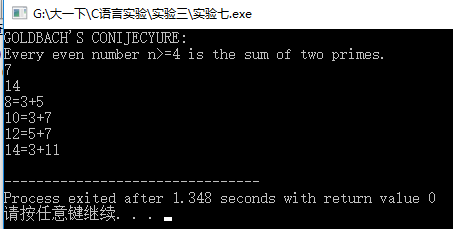 G:\大一下\C语言实验\实验三\实验七.exe
GOLDBACH'S CONIJECYURE:
Every even number n>=4 is the sum of two primes.
7
14
8=3+5
10=3+7
12=5+7
14=3+11
--------------------------------
Process exited after 1.348 seconds with return value 0
请按任意键继续. . .